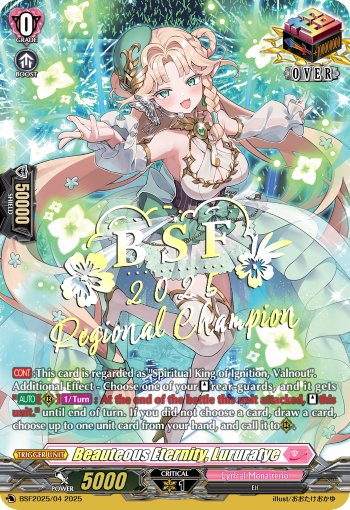 0
GRADE
BOOST
+100000000
OVER
50000
SHIELD
BSF
2025
Regional Champion
CONT :This card is regarded as "Spiritual King of Ignition, Valnout".
Additional Effect - Choose one of your rear-guards, and it gets
AUTO 1/Turn : At the end of the battle this unit attacked,
unit." until end of turn. If you did not choose a card, draw a card,
choose up to one unit card from your hand, and call it to .
TRIGGER UNIT
Beauteous Eternity, Lururatye
POWER 5000
CRITICAL
1
Lyrical Monasterio
Elf
BSF2025/04 2025
illust/おおたけおかゆ